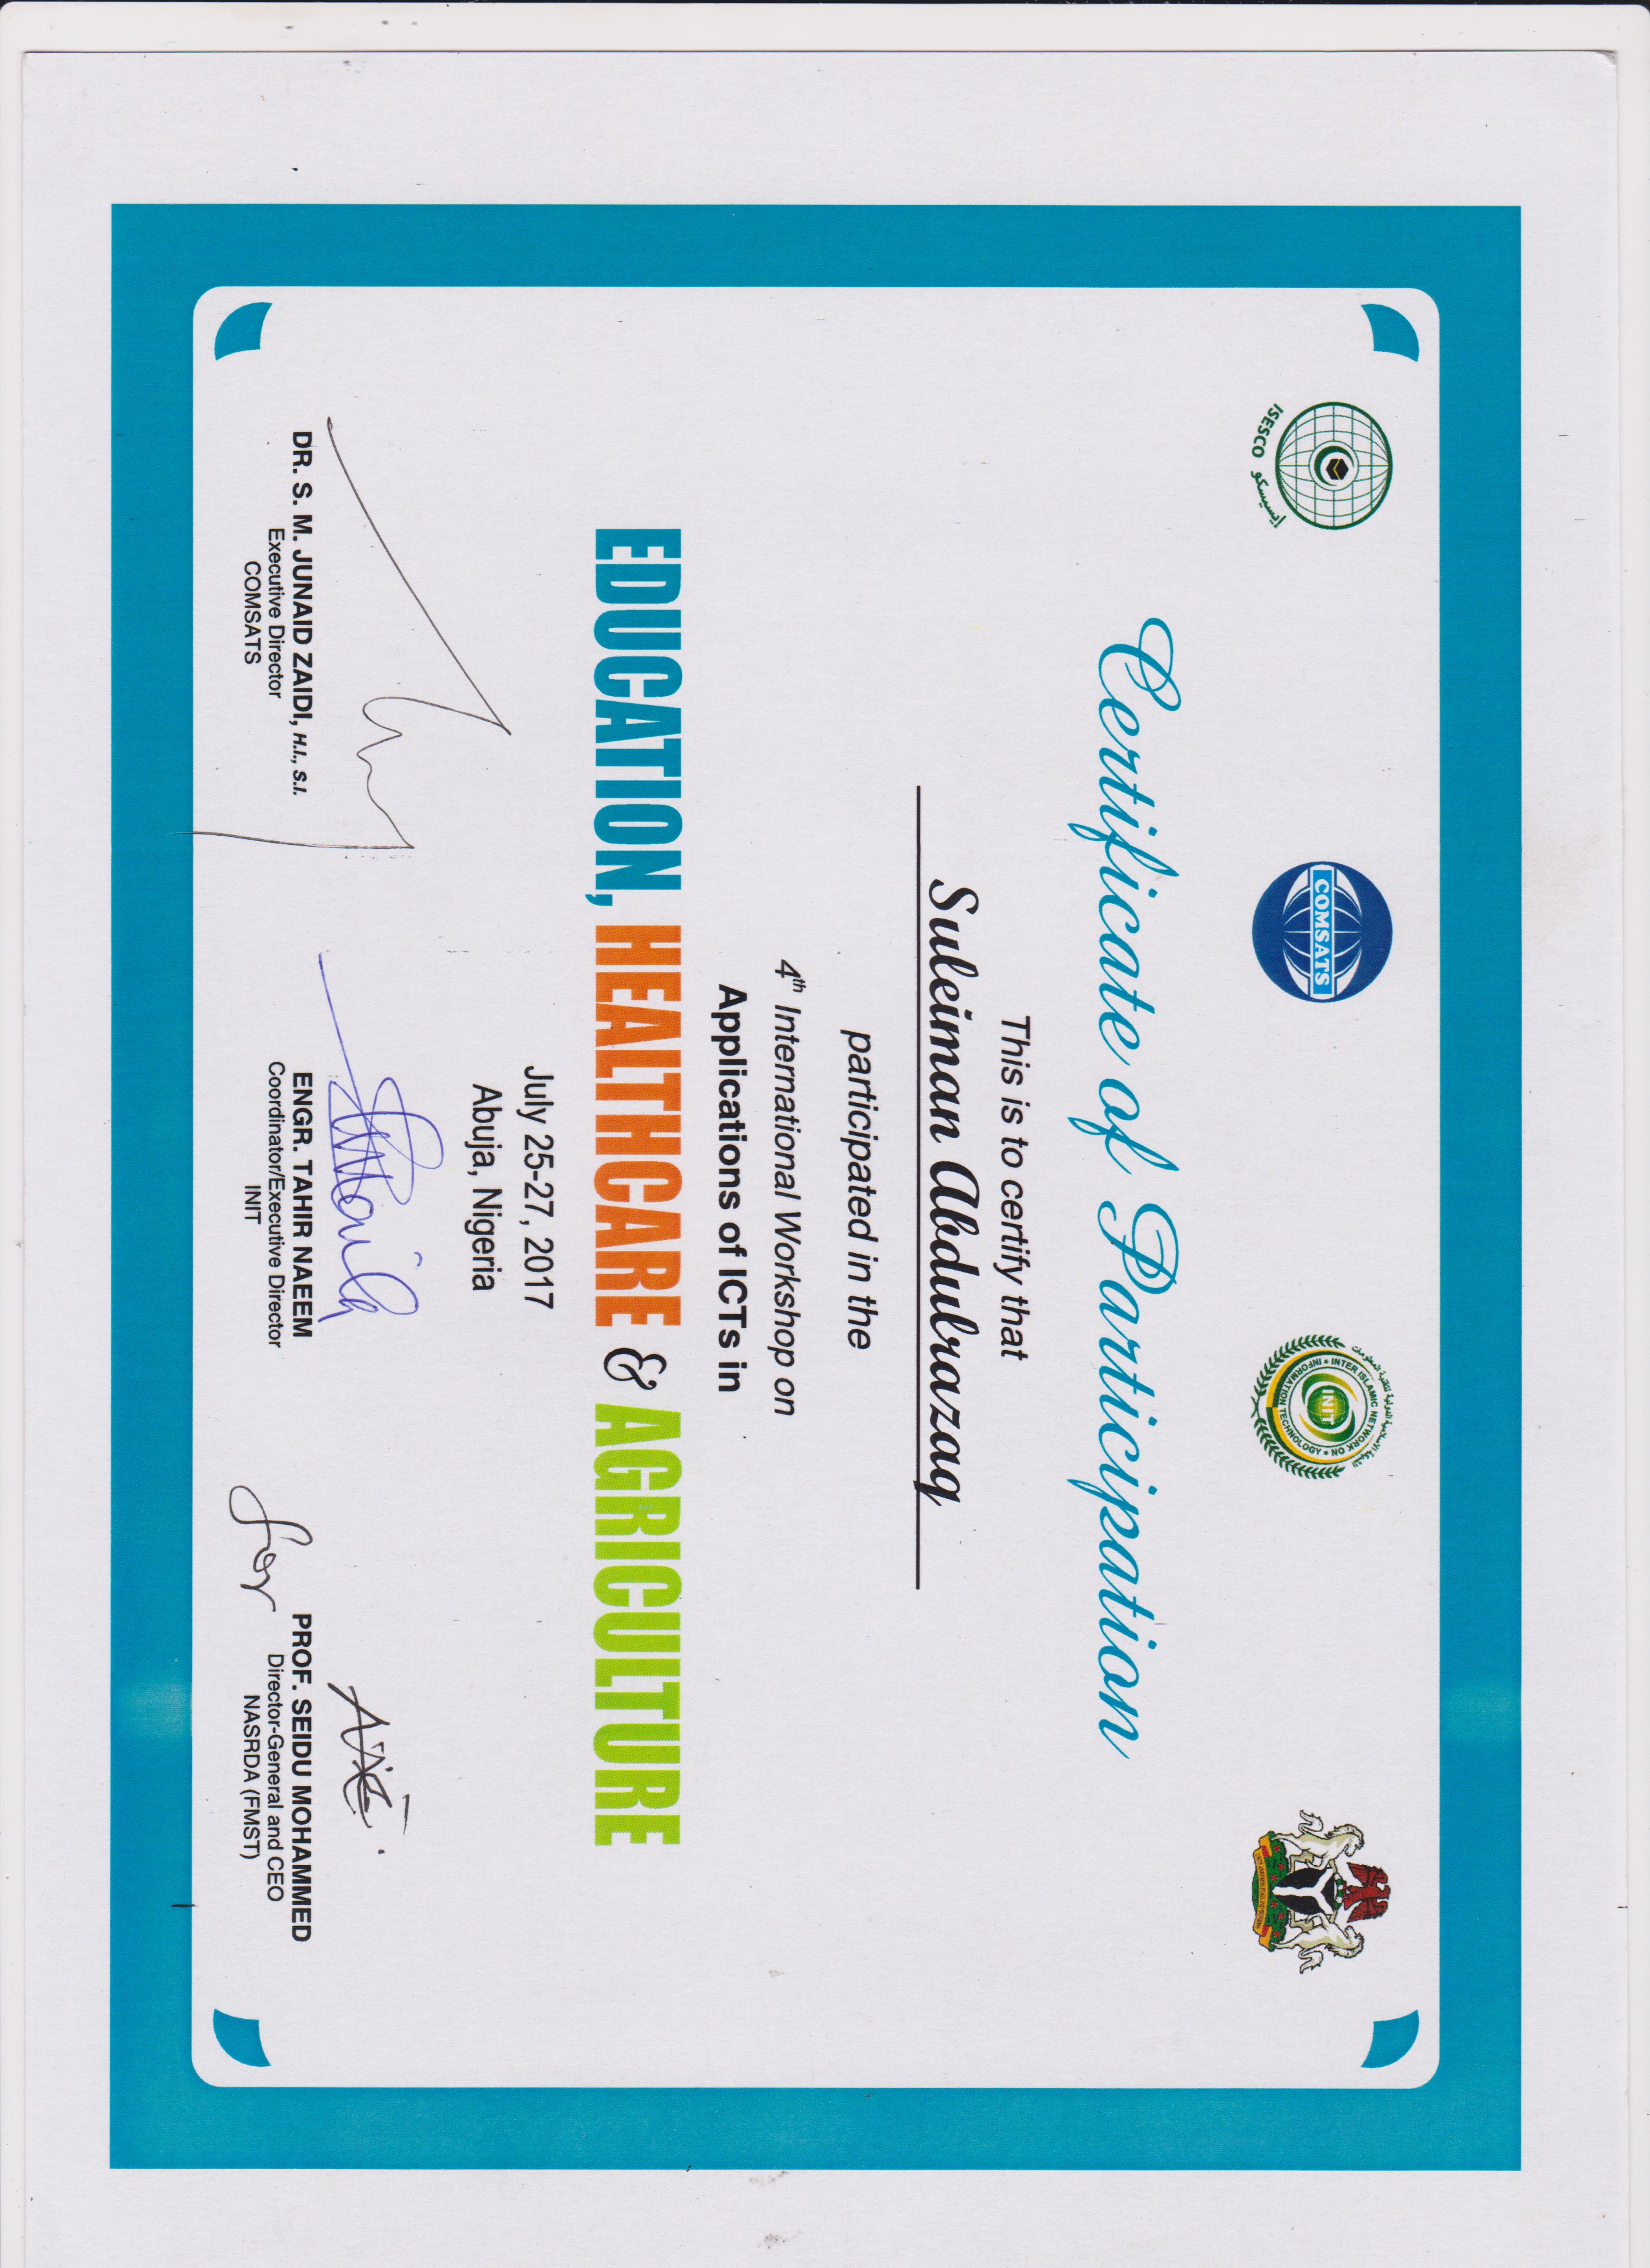 ISESCO إيسيسكو
COMSATS
INTER ISLAMIC NETWORK ON INFORMATION TECHNOLOGY
INIT
Certificate of Participation
This is to certify that
Suleiman Abdulrazaq
participated in the
4th International Workshop on
Applications of ICTs in
EDUCATION, HEALTHCARE & AGRICULTURE
July 25-27, 2017
Abuja, Nigeria
for
DR. S. M. JUNAID ZAIDI, H.I., S.I.
Executive Director
COMSATS
ENGR. TAHIR NAEEM
Coordinator/Executive Director
INIT
PROF. SEIDU MOHAMMED
Director-General and CEO
NASRDA (FMST)